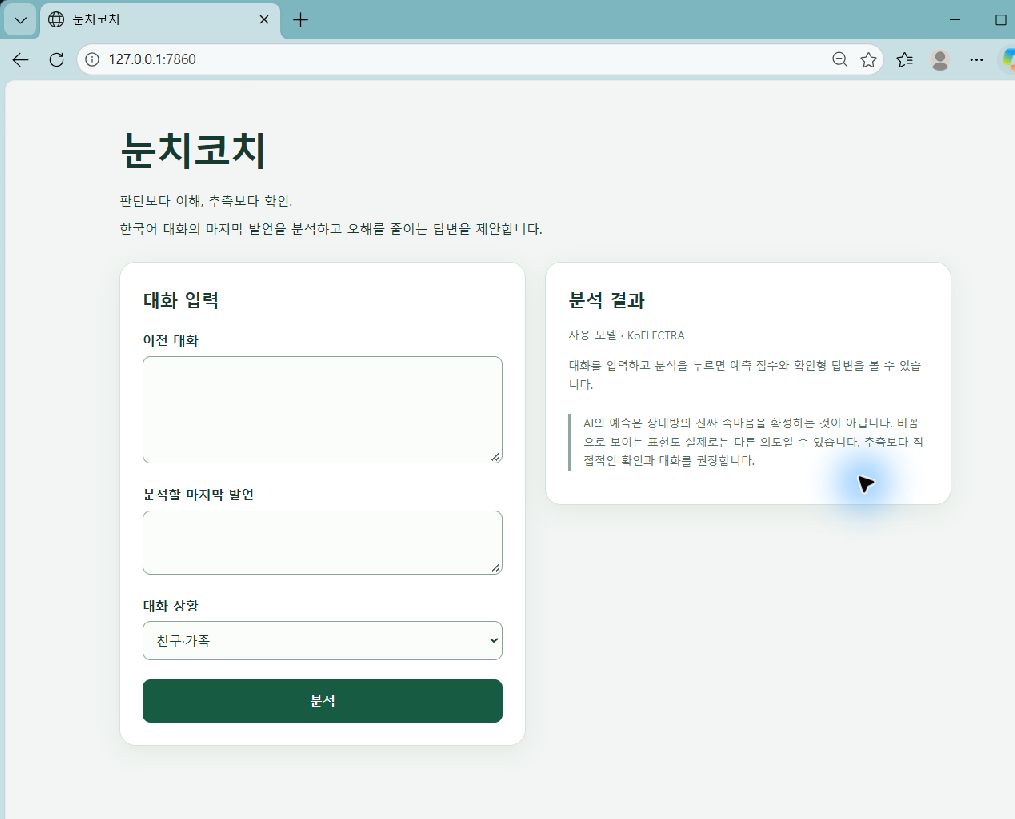 눈치코치
127.0.0.1:7860
눈치코치
판단보다 이해, 추측보다 확인.
한국어 대화의 마지막 발언을 분석하고 오해를 줄이는 답변을 제안합니다.
대화 입력
이전 대화
분석할 마지막 발언
대화 상황
친구·가족
분석
분석 결과
사용 모델 · KoELECTRA
대화를 입력하고 분석을 누르면 예측 점수와 확인형 답변을 볼 수 있습
니다.
AI의 예측은 상대방의 진짜 속마음을 확정하는 것이 아닙니다. 비꼼
으로 보이는 표현도 실제로는 다른 의도일 수 있습니다. 추측보다 직
접적인 확인과 대화를 권장합니다.